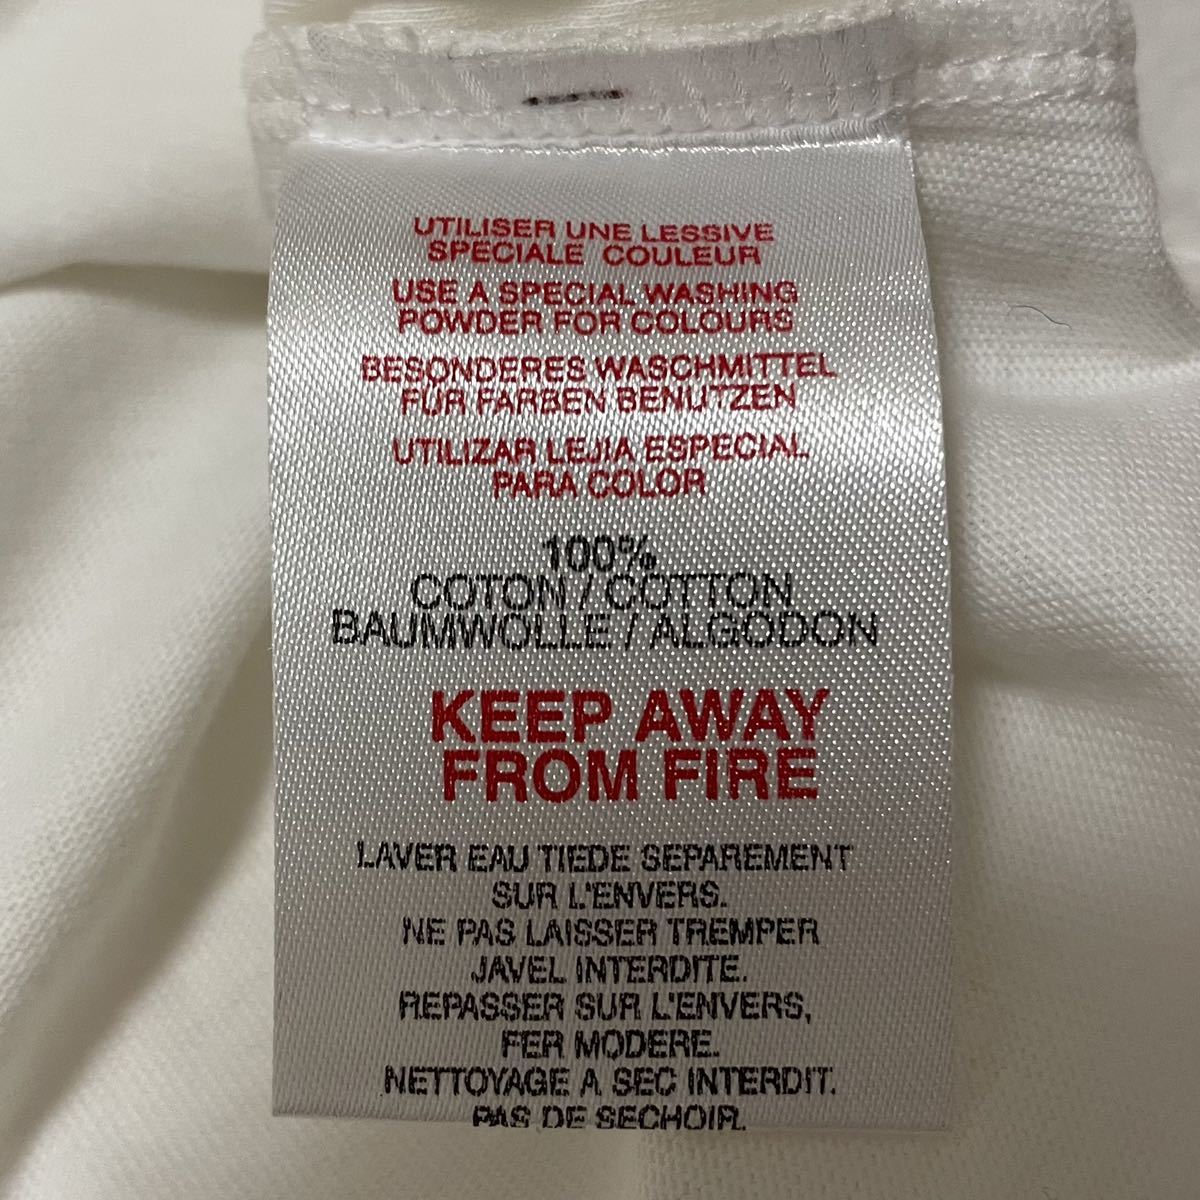 UTILISER UNE LESSIVE
SPECIALE COULEUR
USE A SPECIAL WASHING
POWDER FOR COLOURS
BESONDERES WASCHMITTEL
FÜR FARBEN BENUTZEN
UTILIZAR LEJIA ESPECIAL
PARA COLOR
100%
COTON / COTTON
BAUMWOLLE / ALGODON
KEEP AWAY
FROM FIRE
LAVER EAU TIEDE SEPAREMENT
SUR L'ENVERS.
NE PAS LAISSER TREMPER
JAVEL INTERDITE.
REPASSER SUR L'ENVERS,
FER MODERE.
NETTOYAGE A SEC INTERDIT.
PAS DE SECHOIR.